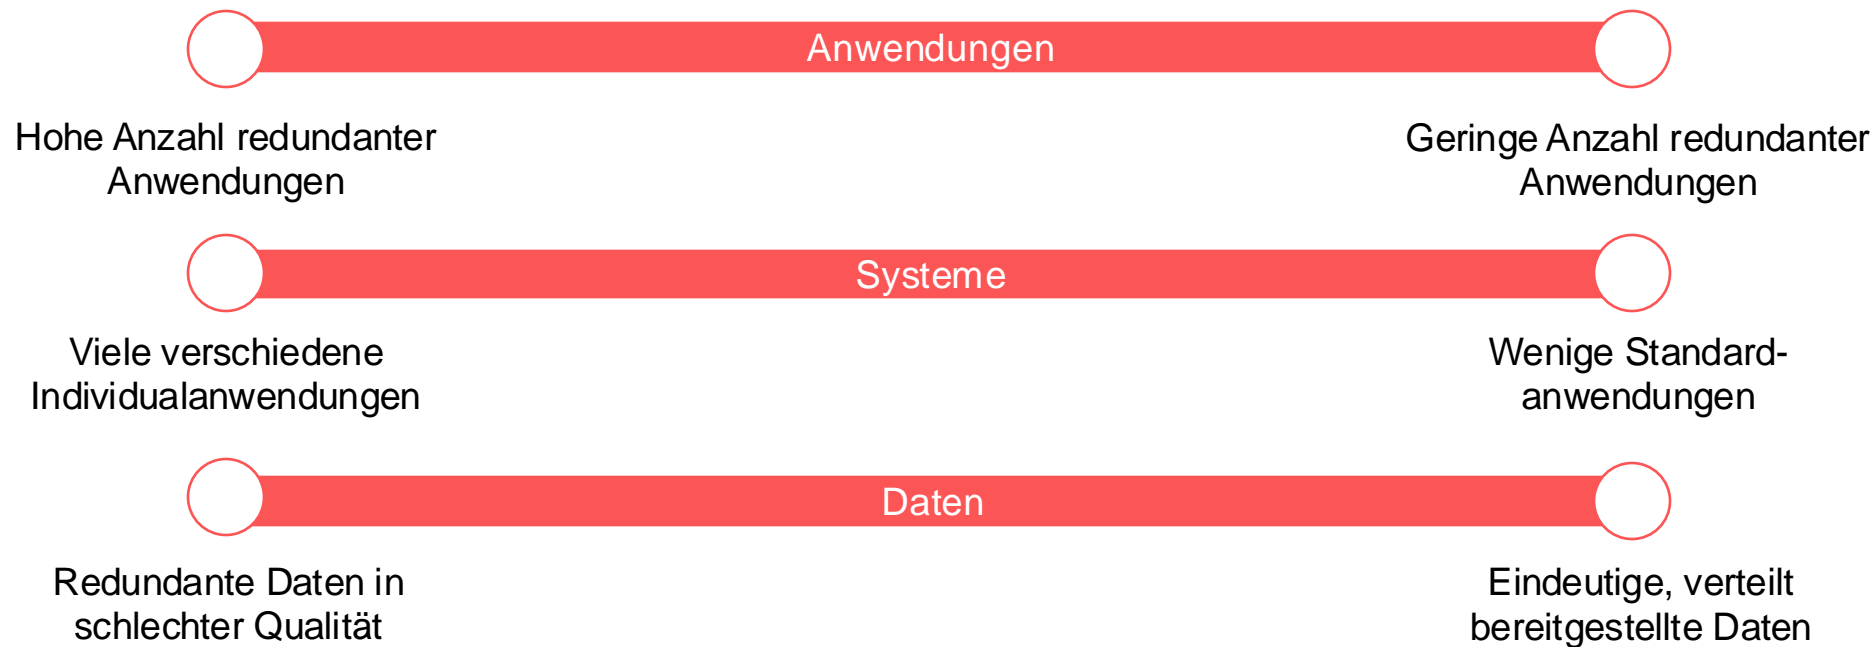 Anwendungen
Hohe Anzahl redundanter
Anwendungen
Geringe Anzahl redundanter
Anwendungen
Systeme
Viele verschiedene
Individualanwendungen
Wenige Standard-
anwendungen
Daten
Redundante Daten in
schlechter Qualität
Eindeutige, verteilt
bereitgestellte Daten